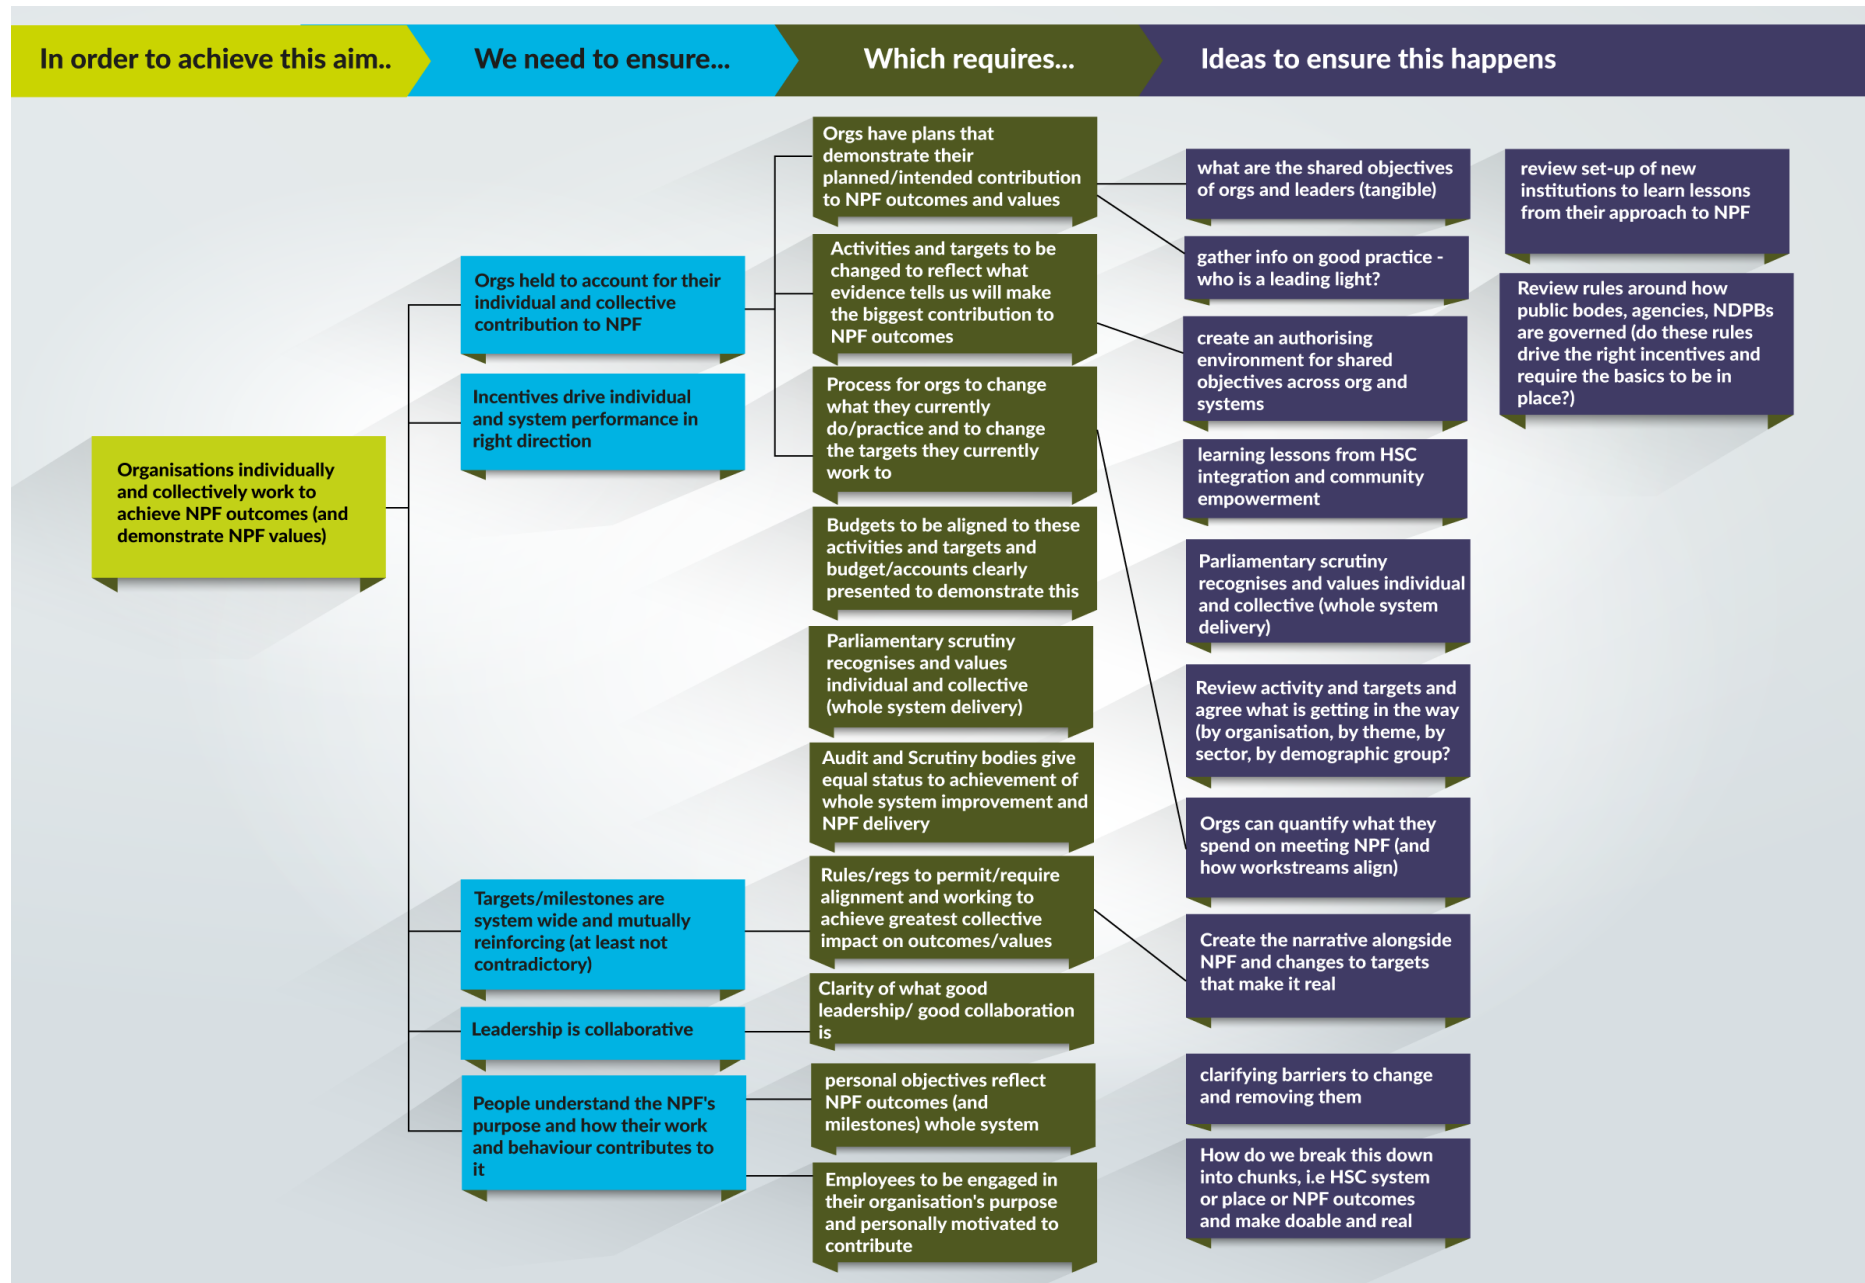 In order to achieve this aim..
We need to ensure...
Which requires...
Ideas to ensure this happens
Organisations individually
and collectively work to
achieve NPF outcomes (and
demonstrate NPF values)
Orgs held to account for their
individual and collective
contribution to NPF
Incentives drive individual
and system performance in
right direction
Targets/milestones are
system wide and mutually
reinforcing (at least not
contradictory)
Leadership is collaborative
People understand the NPF's
purpose and how their work
and behaviour contributes to
it
Orgs have plans that
demonstrate their
planned/intended contribution
to NPF outcomes and values
Activities and targets to be
changed to reflect what
evidence tells us will make
the biggest contribution to
NPF outcomes
Process for orgs to change
what they currently
do/practice and to change
the targets they currently
work to
Budgets to be aligned to these
activities and targets and
budget/accounts clearly
presented to demonstrate this
Parliamentary scrutiny
recognises and values
individual and collective
(whole system delivery)
Audit and Scrutiny bodies give
equal status to achievement of
whole system improvement and
NPF delivery
Rules/regs to permit/require
alignment and working to
achieve greatest collective
impact on outcomes/values
Clarity of what good
leadership/ good collaboration
is
personal objectives reflect
NPF outcomes (and
milestones) whole system
Employees to be engaged in
their organisation's purpose
and personally motivated to
contribute
what are the shared objectives
of orgs and leaders (tangible)
gather info on good practice -
who is a leading light?
create an authorising
environment for shared
objectives across org and
systems
learning lessons from HSC
integration and community
empowerment
Parliamentary scrutiny
recognises and values individual
and collective (whole system
delivery)
Review activity and targets and
agree what is getting in the way
(by organisation, by theme, by
sector, by demographic group?
Orgs can quantify what they
spend on meeting NPF (and
how workstreams align)
Create the narrative alongside
NPF and changes to targets
that make it real
clarifying barriers to change
and removing them
How do we break this down
into chunks, i.e HSC system
or place or NPF outcomes
and make doable and real
review set-up of new
institutions to learn lessons
from their approach to NPF
Review rules around how
public bodies, agencies, NDPBs
are governed (do these rules
drive the right incentives and
require the basics to be in
place?)